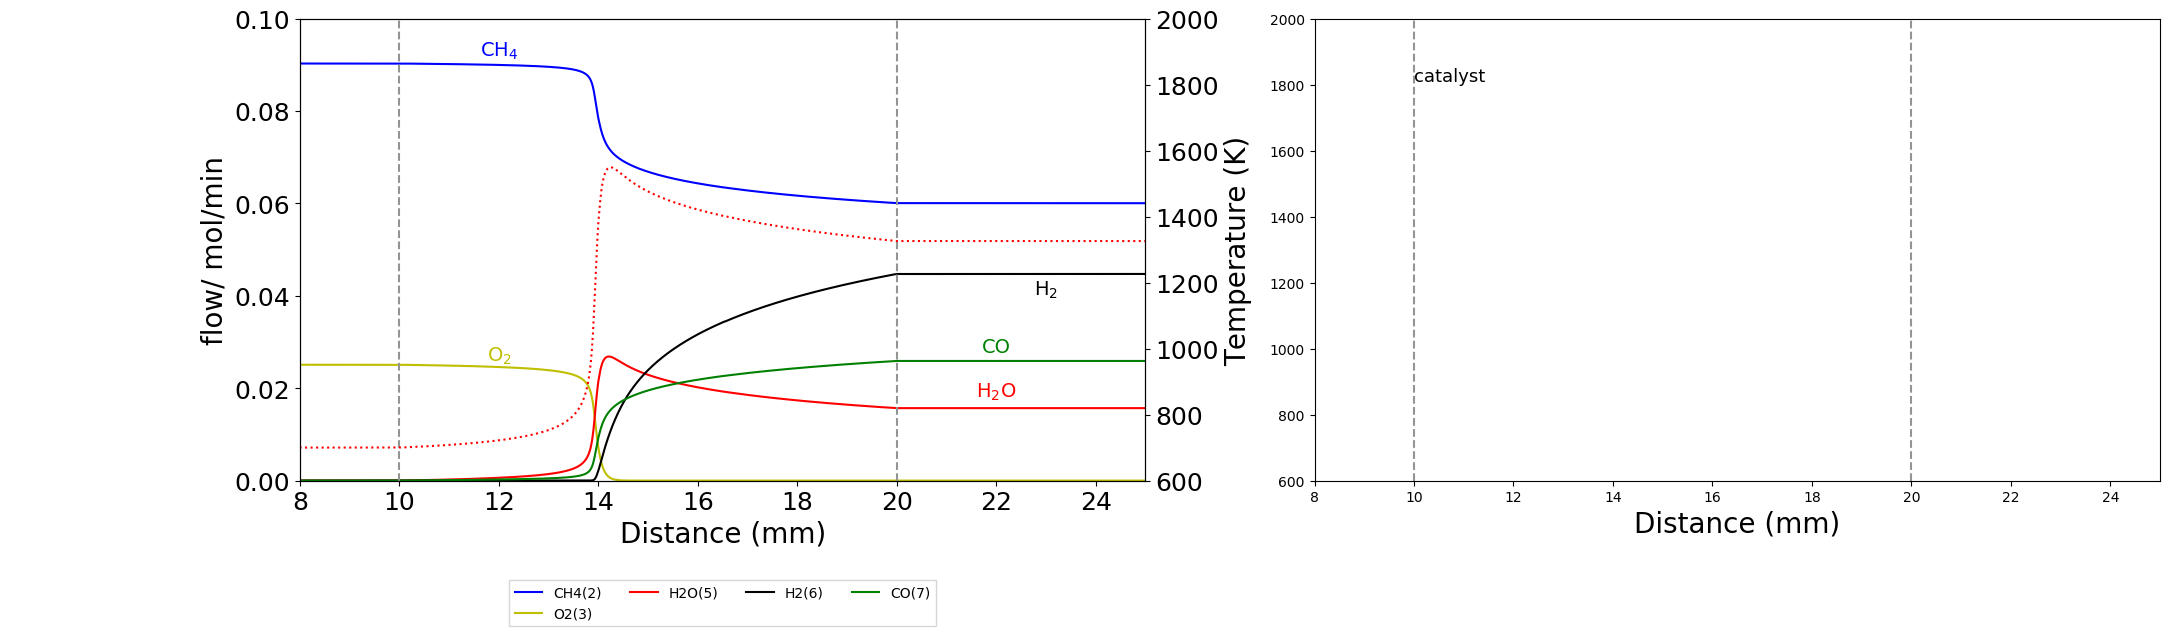 0.10
0.08
0.06
0.04
0.02
0.00
flow/ mol/min
8 10 12 14 16 18 20 22 24
Distance (mm)
CH4
O2
H2
CO
H2O
2000
1800
1600
1400
1200
1000
800
600
Temperature (K)
CH4(2) H2O(5) H2(6) CO(7)
O2(3)
2000
1800
1600
1400
1200
1000
800
600
catalyst
8 10 12 14 16 18 20 22 24
Distance (mm)